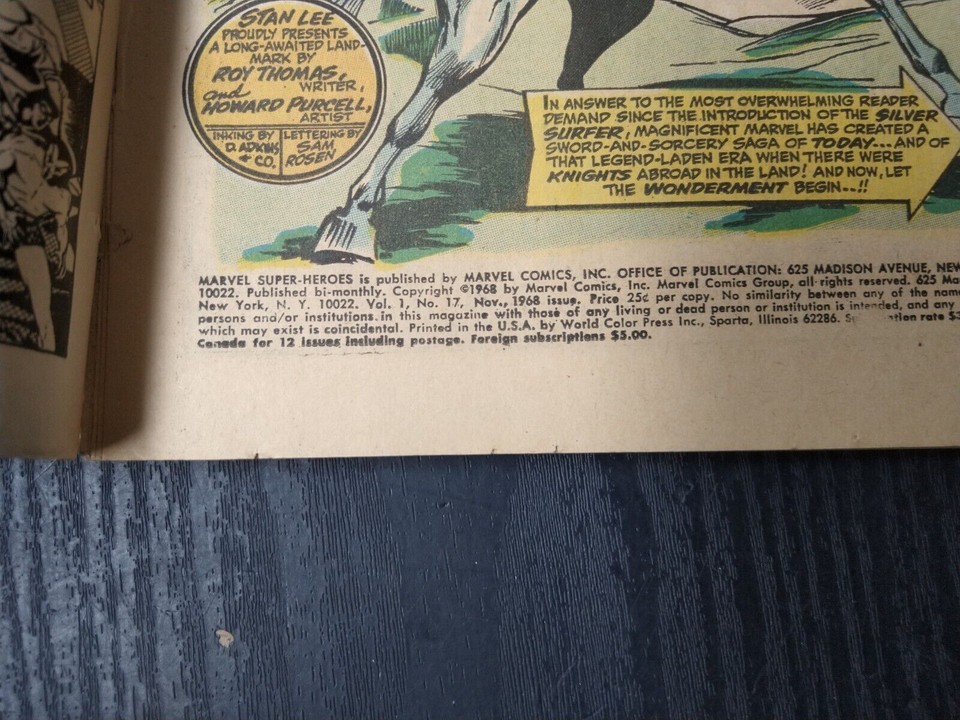 STAN LEE
PROUDLY PRESENTS
A LONG-AWAITED LAND-
MARK BY
ROY THOMAS,
WRITER,
and
HOWARD PURCELL,
ARTIST
INKING BY
D. ADKINS
& CO.
LETTERING BY
SAM
ROSEN
IN ANSWER TO THE MOST OVERWHELMING READER
DEMAND SINCE THE INTRODUCTION OF THE SILVER
SURFER, MAGNIFICENT MARVEL HAS CREATED A
SWORD-AND-SORCERY SAGA OF TODAY...AND OF
THAT LEGEND-LADEN ERA WHEN THERE WERE
KNIGHTS ABROAD IN THE LAND! AND NOW, LET
THE WONDERMENT BEGIN..!!
MARVEL SUPER-HEROES is published by MARVEL COMICS, INC. OFFICE OF PUBLICATION: 625 MADISON AVENUE, NEW
10022. Published bi-monthly. Copyright ©1968 by Marvel Comics, Inc. Marvel Comics Group, all rights reserved. 625 Ma
New York, N. Y. 10022. Vol. 1, No. 17, Nov., 1968 issue. Price 25¢ per copy. No similarity between any of the nam
persons and/or institutions in this magazine with those of any living or dead person or institution is intended, and any
which may exist is coincidental. Printed in the U.S.A. by World Color Press Inc., Sparta, Illinois 62286. rate $3
Canada for 12 issues including postage. Foreign subscriptions $5.00.